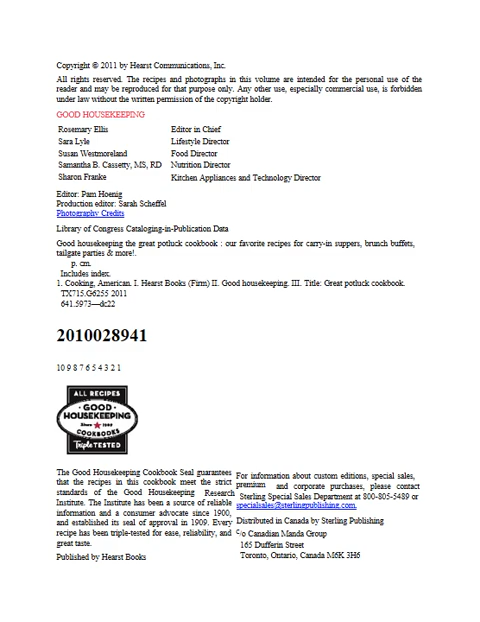 Copyright © 2011 by Hearst Communications, Inc.
All rights reserved. The recipes and photographs in this volume are intended for the personal use of the
reader and may be reproduced for that purpose only. Any other use, especially commercial use, is forbidden
under law without the written permission of the copyright holder.
GOOD HOUSEKEEPING
Rosemary Ellis Editor in Chief
Sara Lyle Lifestyle Director
Susan Westmoreland Food Director
Samantha B. Cassetty, MS, RD Nutrition Director
Sharon Franke Kitchen Appliances and Technology Director
Editor: Pam Hoenig
Production editor: Sarah Scheffel
Photography Credits
Library of Congress Cataloging-in-Publication Data
Good housekeeping the great potluck cookbook : our favorite recipes for carry-in suppers, brunch buffets,
tailgate parties & more!.
p. cm.
Includes index.
1. Cooking, American. I. Hearst Books (Firm) II. Good housekeeping. III. Title: Great potluck cookbook.
TX715.G6255 2011
641.5973—dc22
2010028941
10 9 8 7 6 5 4 3 2 1
ALL RECIPES
· GOOD ·
HOUSEKEEPING
Since ★ 1909
COOKBOOKS
Triple TESTED
The Good Housekeeping Cookbook Seal guarantees
that the recipes in this cookbook meet the strict
standards of the Good Housekeeping Research
Institute. The Institute has been a source of reliable
information and a consumer advocate since 1900,
and established its seal of approval in 1909. Every
recipe has been triple-tested for ease, reliability, and
great taste.
Published by Hearst Books
For information about custom editions, special sales,
premium and corporate purchases, please contact
Sterling Special Sales Department at 800-805-5489 or
specialsales@sterlingpublishing.com.
Distributed in Canada by Sterling Publishing
c/o Canadian Manda Group
165 Dufferin Street
Toronto, Ontario, Canada M6K 3H6